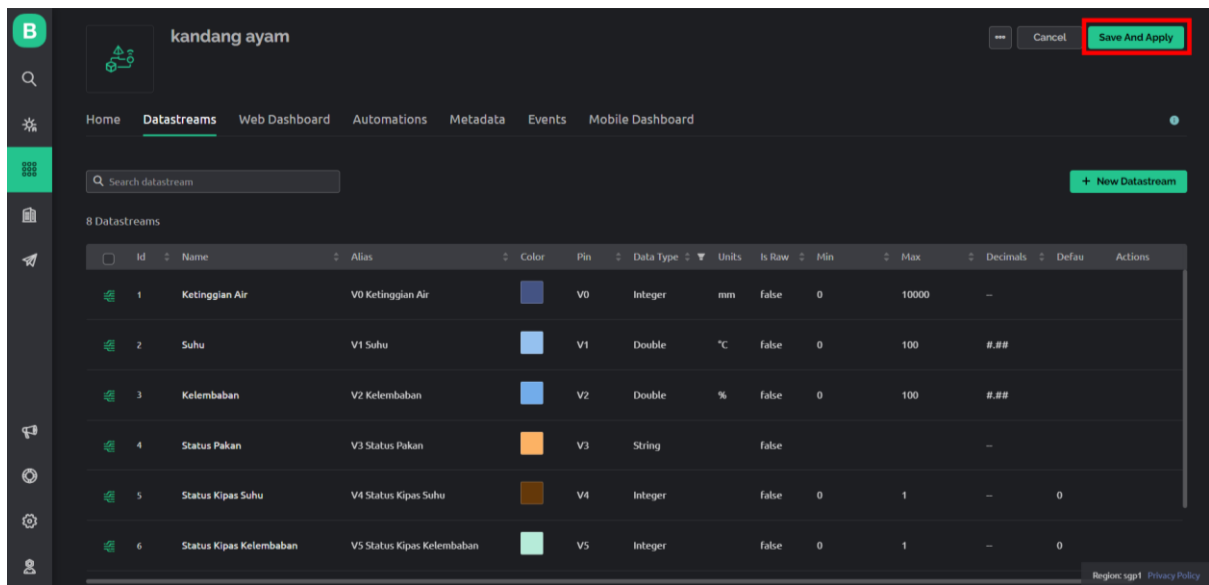 B
kandang ayam
Cancel
Save And Apply
Home Datastreams Web Dashboard Automations Metadata Events Mobile Dashboard
Search datastream
+ New Datastream
8 Datastreams
Id Name Alias Color Pin Data Type Units Is Raw Min Max Decimals Defau Actions
1 Ketinggian Air V0 Ketinggian Air V0 Integer mm false 0 10000 –
2 Suhu V1 Suhu V1 Double °C false 0 100 #.##
3 Kelembaban V2 Kelembaban V2 Double % false 0 100 #.##
4 Status Pakan V3 Status Pakan V3 String false –
5 Status Kipas Suhu V4 Status Kipas Suhu V4 Integer false 0 1 – 0
6 Status Kipas Kelembaban V5 Status Kipas Kelembaban V5 Integer false 0 1 – 0
Region: sgp1 Privacy Policy